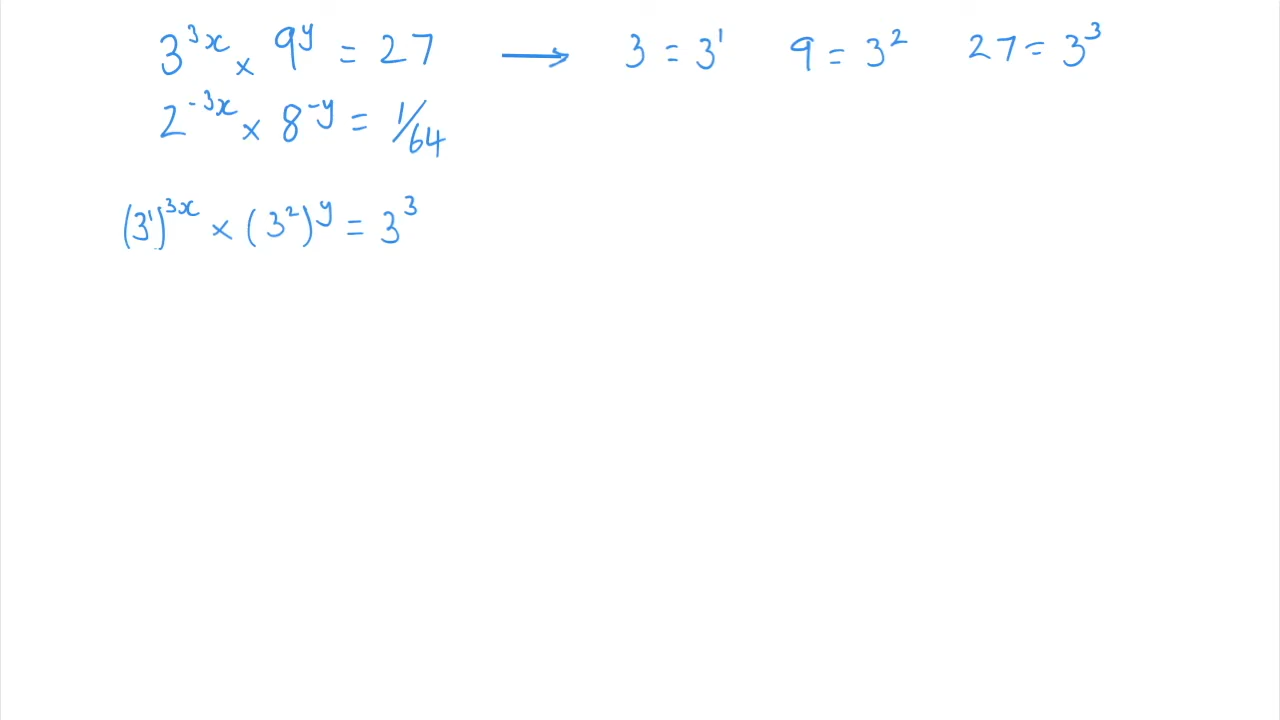 3^{3x} × 9^y = 27 ⟶ 3 = 3^1 9 = 3^2 27 = 3^3
2^{-3x} × 8^{-y} = 1/64
(3^1)^{3x} × (3^2)^y = 3^3